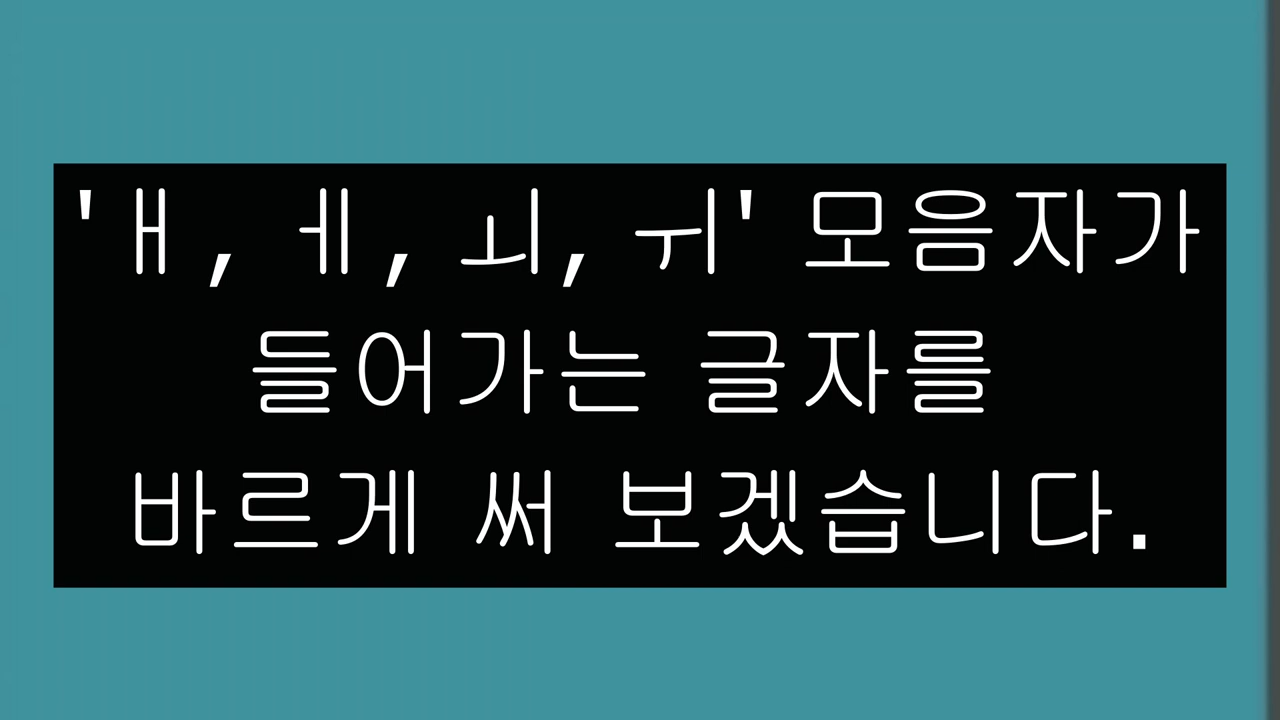 'ㅐ, ㅔ, ㅚ, ㅟ' 모음자가
들어가는 글자를
바르게 써 보겠습니다.